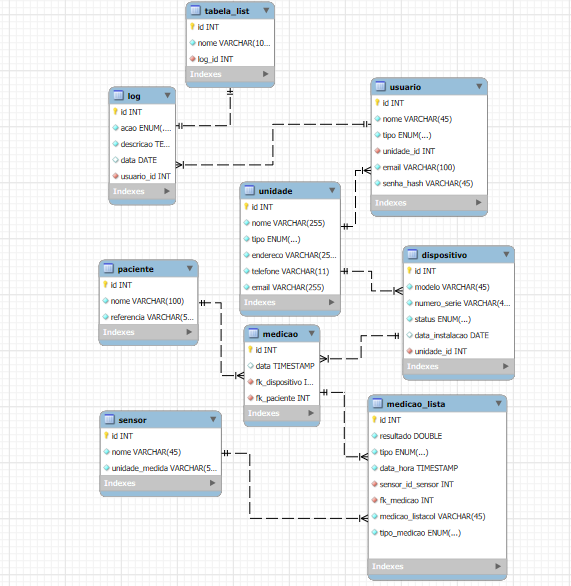 tabela_list
id INT
nome VARCHAR(10...
log_id INT
Indexes
log
id INT
acao ENUM(....
descricao TE...
data DATE
usuario_id INT
Indexes
usuario
id INT
nome VARCHAR(45)
tipo ENUM(...)
unidade_id INT
email VARCHAR(100)
senha_hash VARCHAR(45)
Indexes
unidade
id INT
nome VARCHAR(255)
tipo ENUM(...)
endereco VARCHAR(25...
telefone VARCHAR(11)
email VARCHAR(255)
Indexes
dispositivo
id INT
modelo VARCHAR(45)
numero_serie VARCHAR(4...
status ENUM(...)
data_instalacao DATE
unidade_id INT
Indexes
paciente
id INT
nome VARCHAR(100)
referencia VARCHAR(5...
Indexes
medicao
id INT
data TIMESTAMP
fk_dispositivo I...
fk_paciente INT
Indexes
sensor
id INT
nome VARCHAR(45)
unidade_medida VARCHAR(5...
Indexes
medicao_lista
id INT
resultado DOUBLE
tipo ENUM(...)
data_hora TIMESTAMP
sensor_id_sensor INT
fk_medicao INT
medicao_listacol VARCHAR(45)
tipo_medicao ENUM(...)
Indexes